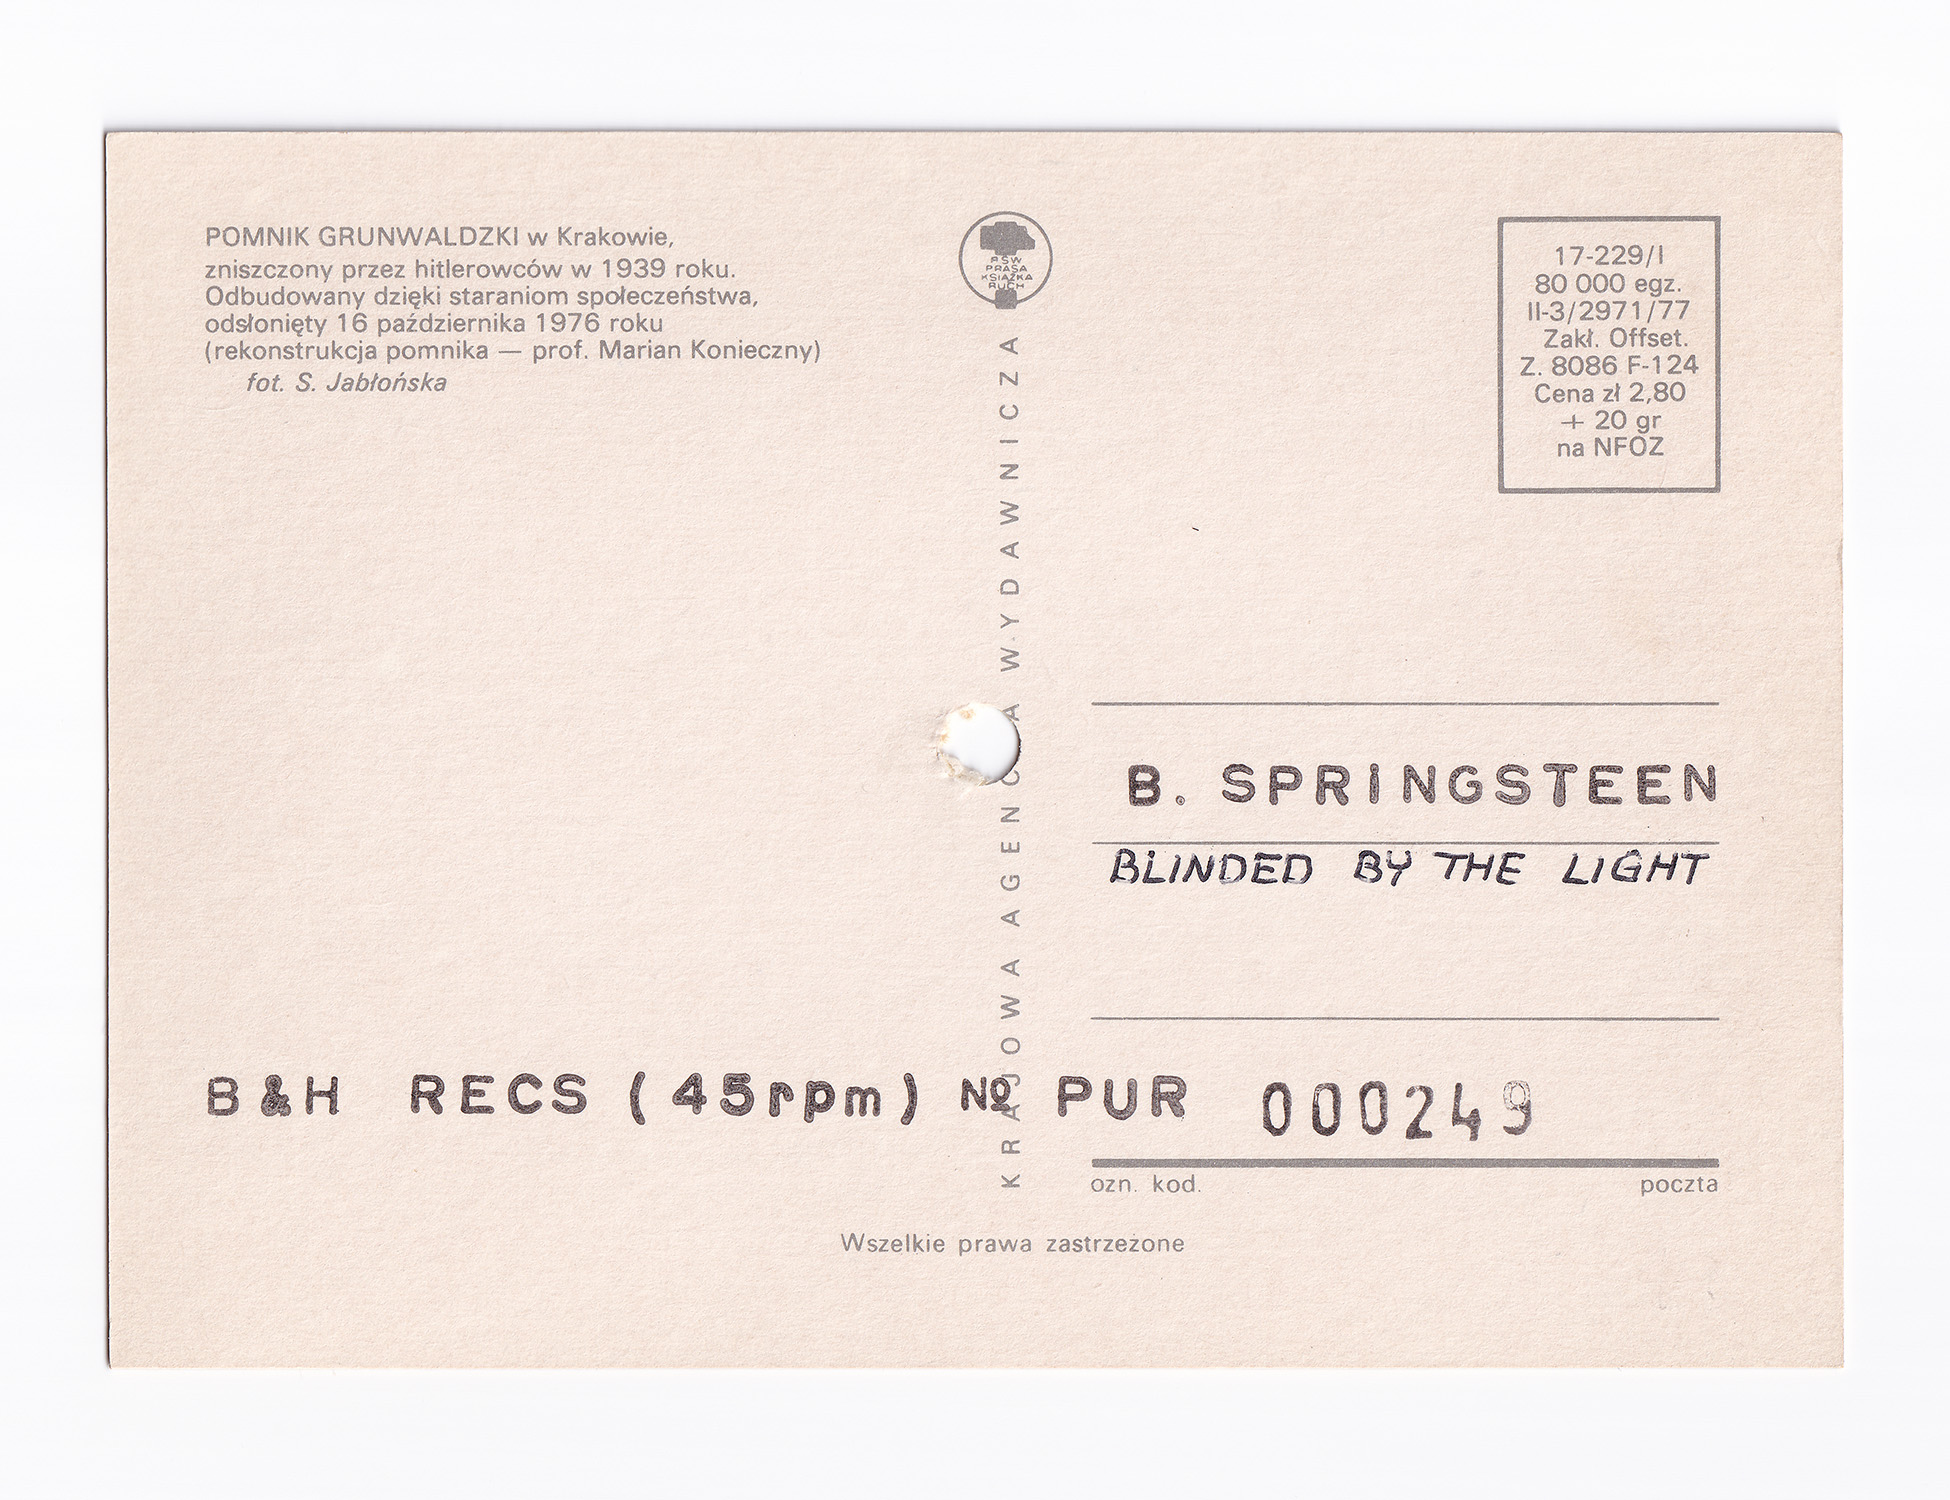 POMNIK GRUNWALDZKI w Krakowie,
zniszczony przez hitlerowców w 1939 roku.
Odbudowany dzięki staraniom społeczeństwa,
odsłonięty 16 października 1976 roku
(rekonstrukcja pomnika — prof. Marian Konieczny)
fot. S. Jabłońska
RSW
PRASA
KSIĄŻKA
RUCH
KRAJOWA AGENCJA WYDAWNICZA
17-229/I
80 000 egz.
II-3/2971/77
Zakł. Offset.
Z. 8086 F-124
Cena zł 2,80
+ 20 gr
na NFOZ
B. SPRINGSTEEN
BLINDED BY THE LIGHT
B&H RECS (45rpm) № PUR 000249
ozn. kod. poczta
Wszelkie prawa zastrzeżone